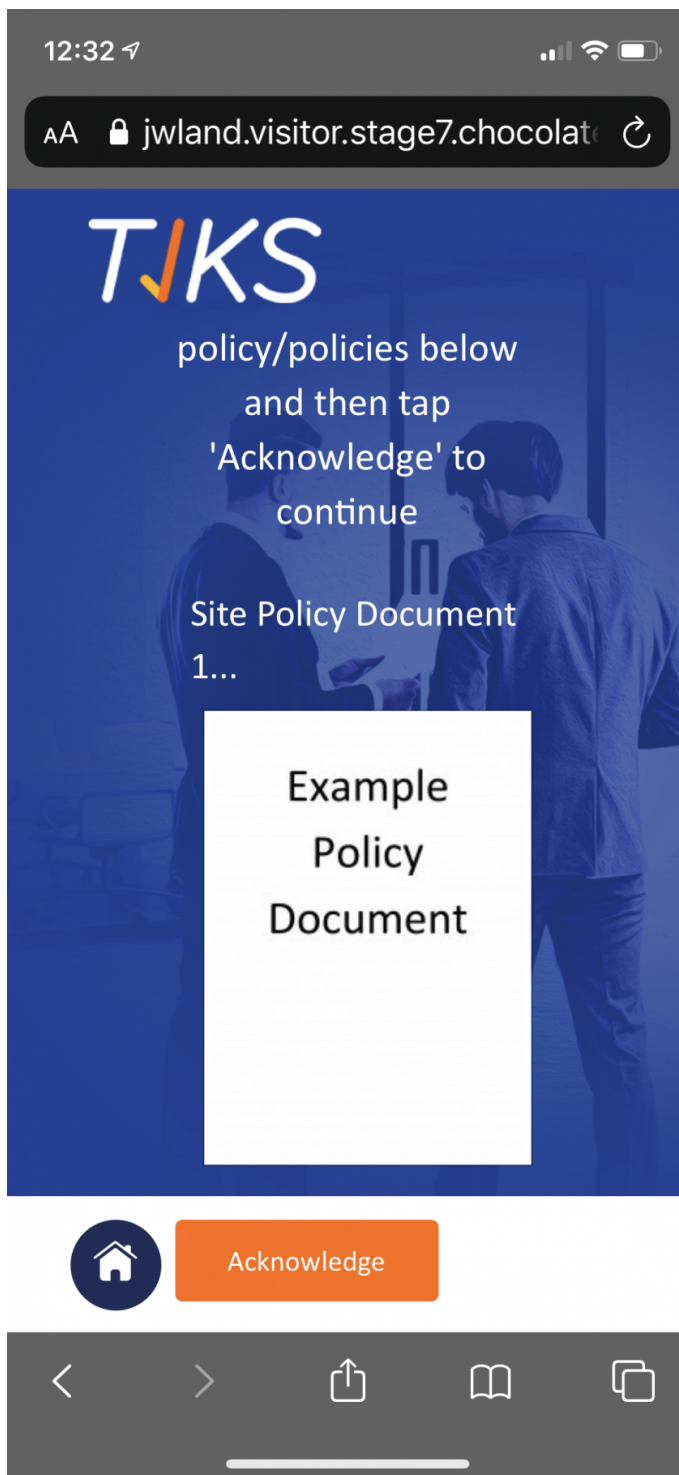 12:32
AA jwland.visitor.stage7.chocolat
TIKS
policy/policies below
and then tap
'Acknowledge' to
continue
Site Policy Document
1...
Example
Policy
Document
Acknowledge